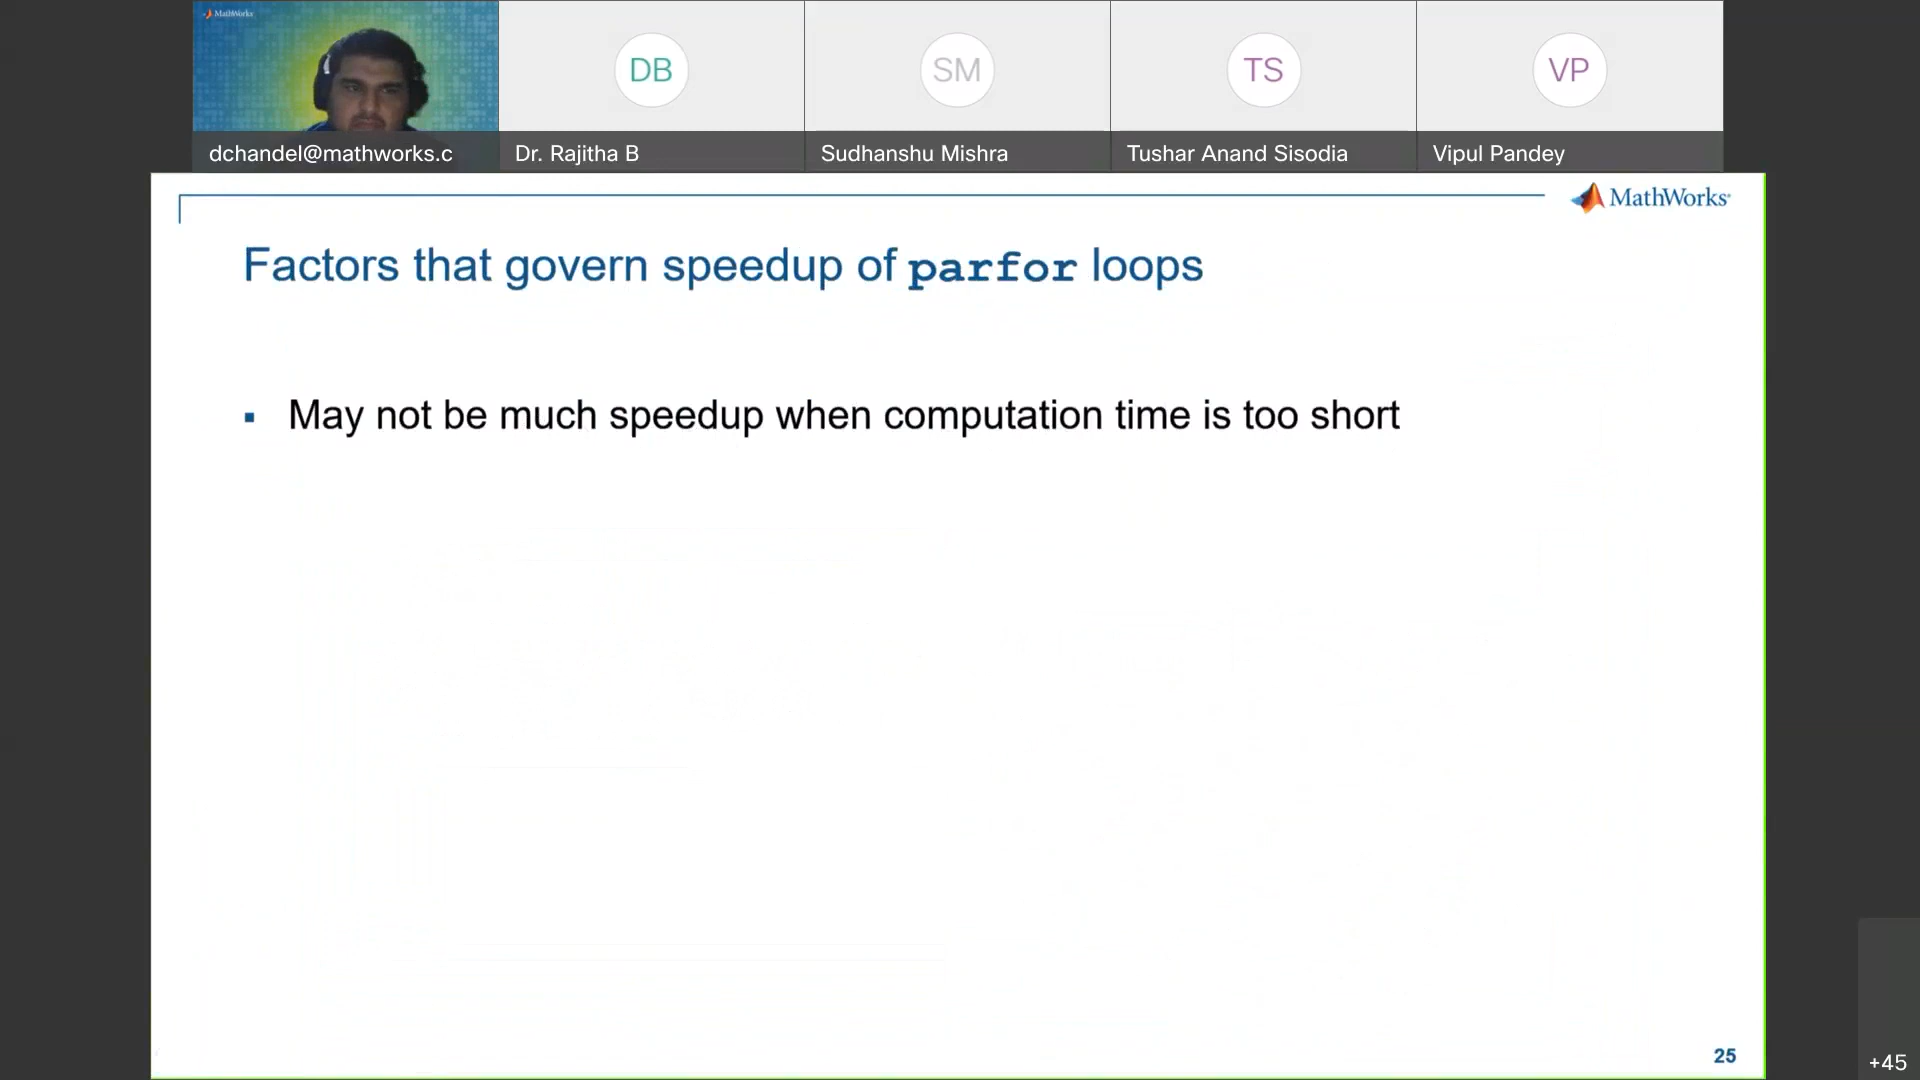 MathWorks
DB
SM
TS
VP
dchandel@mathworks.c
Dr. Rajitha B
Sudhanshu Mishra
Tushar Anand Sisodia
Vipul Pandey
MathWorks
Factors that govern speedup of parfor loops
▪ May not be much speedup when computation time is too short
25
+45